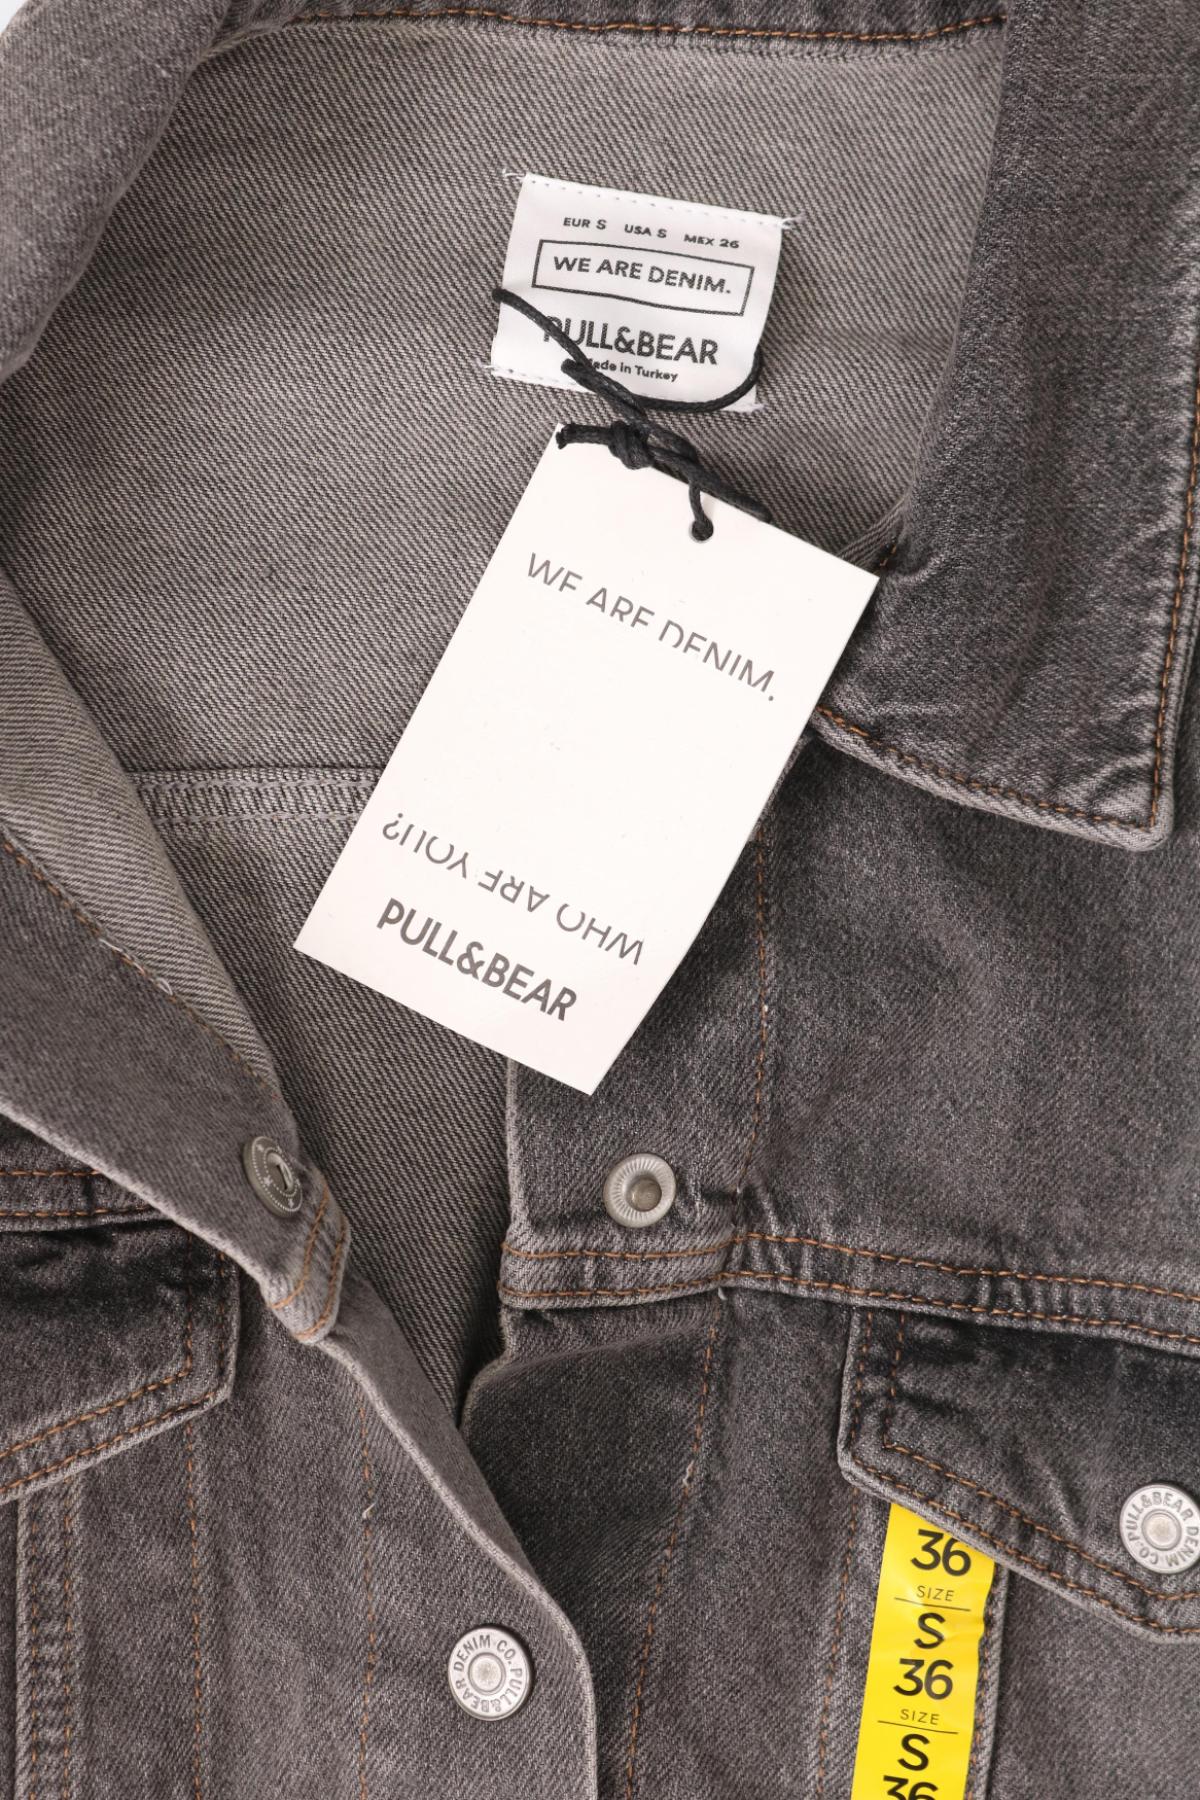 EUR S USA S MEX 26
WE ARE DENIM.
PULL&BEAR
Made in Turkey
WE ARE DENIM.
WHO ARE YOU?
PULL&BEAR
PULL&BEAR DENIM CO.
PULL&BEAR DENIM CO.
36
SIZE
S
36
SIZE
S
36